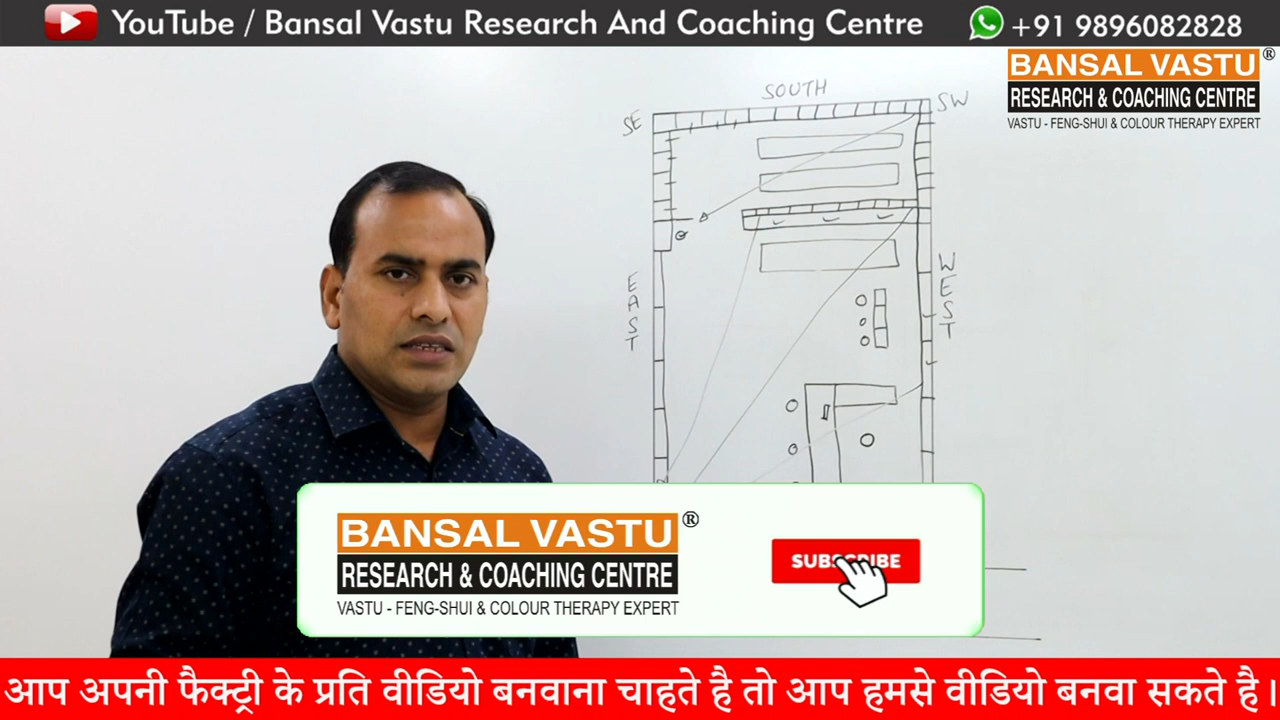 YouTube / Bansal Vastu Research And Coaching Centre
+91 9896082828
BANSAL VASTU®
RESEARCH & COACHING CENTRE
VASTU - FENG-SHUI & COLOUR THERAPY EXPERT
SOUTH
SE
SW
EAST
WEST
BANSAL VASTU®
RESEARCH & COACHING CENTRE
VASTU - FENG-SHUI & COLOUR THERAPY EXPERT
SUBSCRIBE
आप अपनी फैक्ट्री के प्रति वीडियो बनवाना चाहते है तो आप हमसे वीडियो बनवा सकते है।